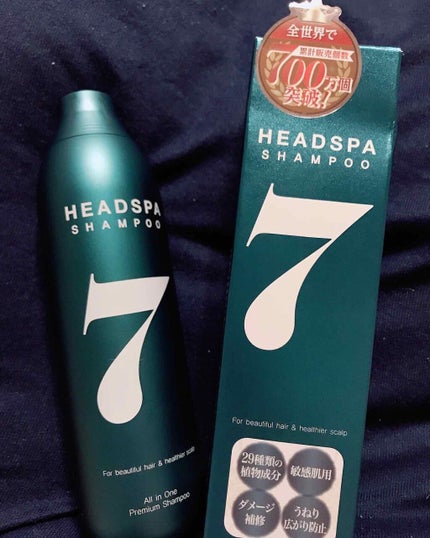 HEADSPA
SHAMPOO
7
For beautiful hair & healthier scalp
All in One
Premium Shampoo
全世界で
累計販売個数
700万個
突破!
HEADSPA
SHAMPOO
7
For beautiful hair & healthier scalp
29種類の
植物成分
敏感肌用
ダメージ
補修
うねり
広がり防止